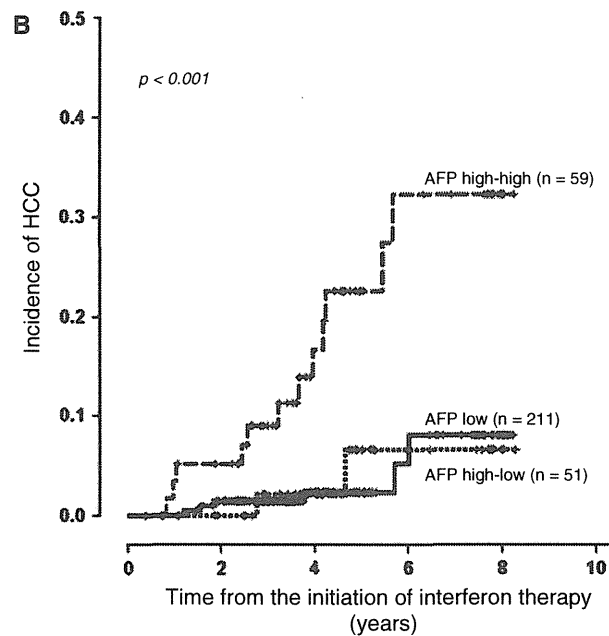 B
0.5
0.4
0.3
0.2
0.1
0.0
Incidence of HCC
p < 0.001
AFP high-high (n = 59)
AFP low (n = 211)
AFP high-low (n = 51)
0 2 4 6 8 10
Time from the initiation of interferon therapy
(years)